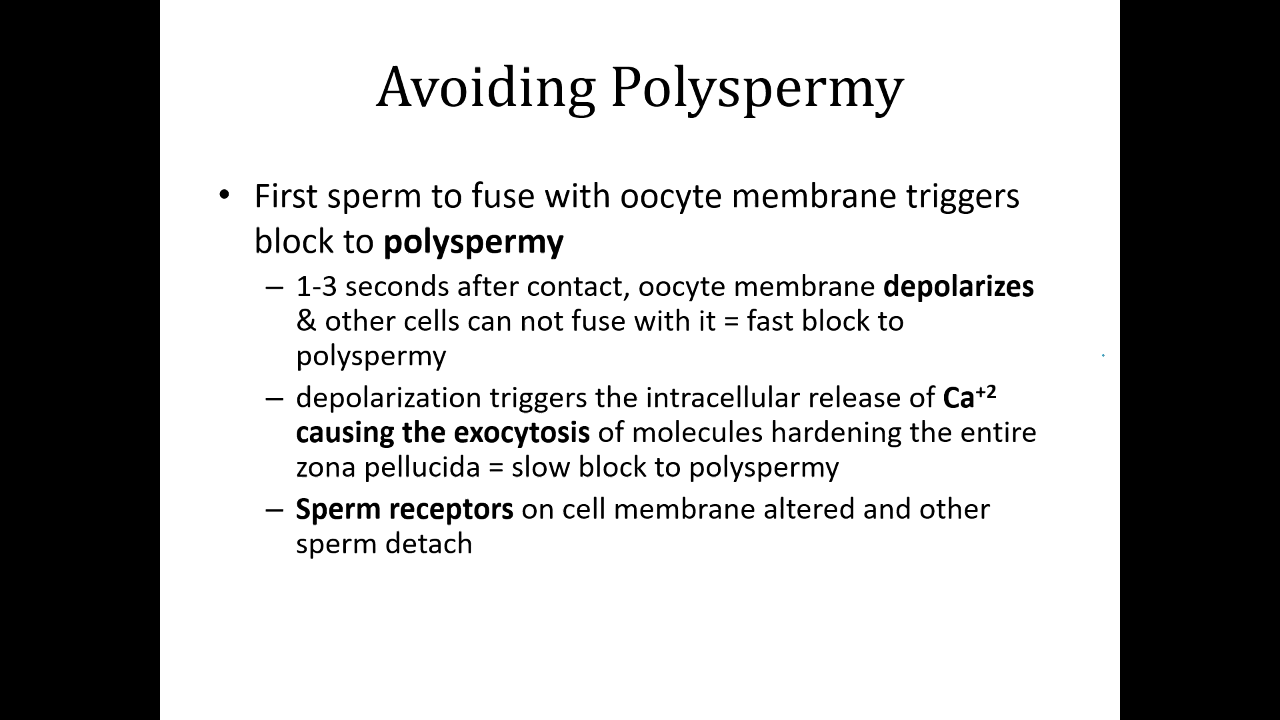 Avoiding Polyspermy
• First sperm to fuse with oocyte membrane triggers
block to polyspermy
– 1-3 seconds after contact, oocyte membrane depolarizes
& other cells can not fuse with it = fast block to
polyspermy
– depolarization triggers the intracellular release of Ca⁺²
causing the exocytosis of molecules hardening the entire
zona pellucida = slow block to polyspermy
– Sperm receptors on cell membrane altered and other
sperm detach